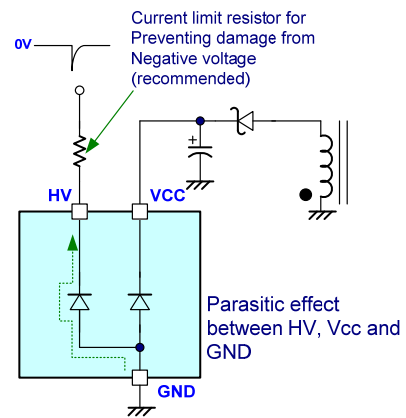 Current limit resistor for
Preventing damage from
Negative voltage
(recommended)
0V
+
HV
VCC
Parasitic effect
between HV, Vcc and
GND
GND